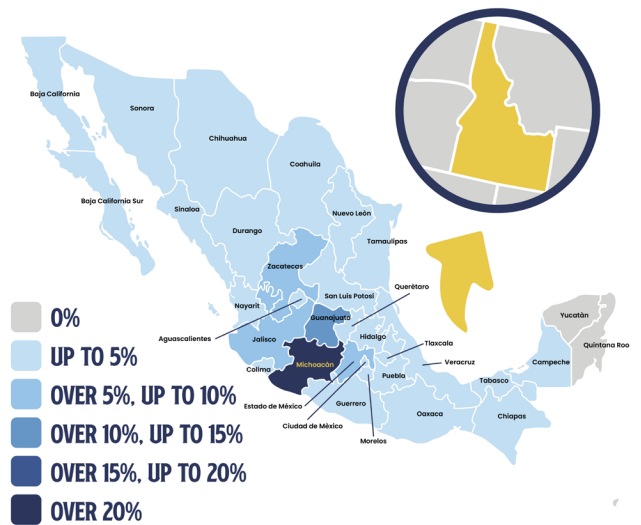 Baja California
Sonora
Chihuahua
Coahuila
Baja California Sur
Sinaloa
Durango
Nuevo León
Tamaulipas
Zacatecas
San Luis Potosí
Querètaro
Nayarit
Guanajuato
Aguascalientes
Jalisco
Hidalgo
Tlaxcala
Michoacán
Veracruz
Colima
Puebla
Estado de México
Guerrero
Ciudad de Mèxico
Morelos
Oaxaca
Tabasco
Chiapas
Campeche
Yucatàn
Quintana Roo
0%
UP TO 5%
OVER 5%, UP TO 10%
OVER 10%, UP TO 15%
OVER 15%, UP TO 20%
OVER 20%